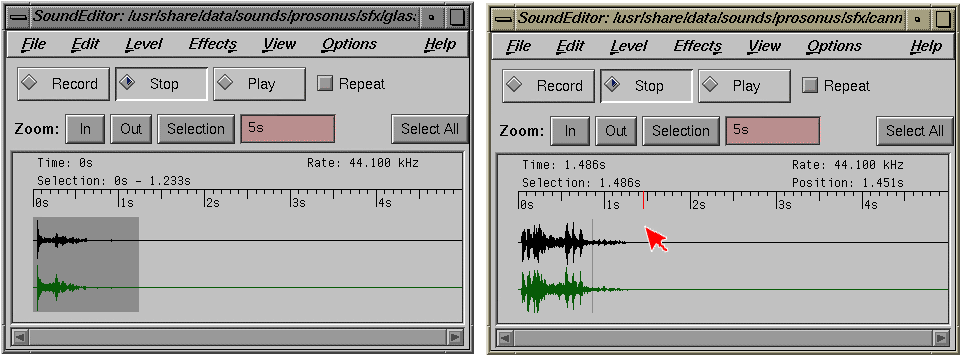 SoundEditor: /usr/share/data/sounds/prosonus/sfx/glas
File Edit Level Effects View Options Help
Record Stop Play Repeat
Zoom: In Out Selection 5s Select All
Time: 0s Rate: 44.100 kHz
Selection: 0s - 1.233s
0s 1s 2s 3s 4s
SoundEditor: /usr/share/data/sounds/prosonus/sfx/cann
File Edit Level Effects View Options Help
Record Stop Play Repeat
Zoom: In Out Selection 5s Select All
Time: 1.486s Rate: 44.100 kHz
Selection: 1.486s Position: 1.451s
0s 1s 2s 3s 4s